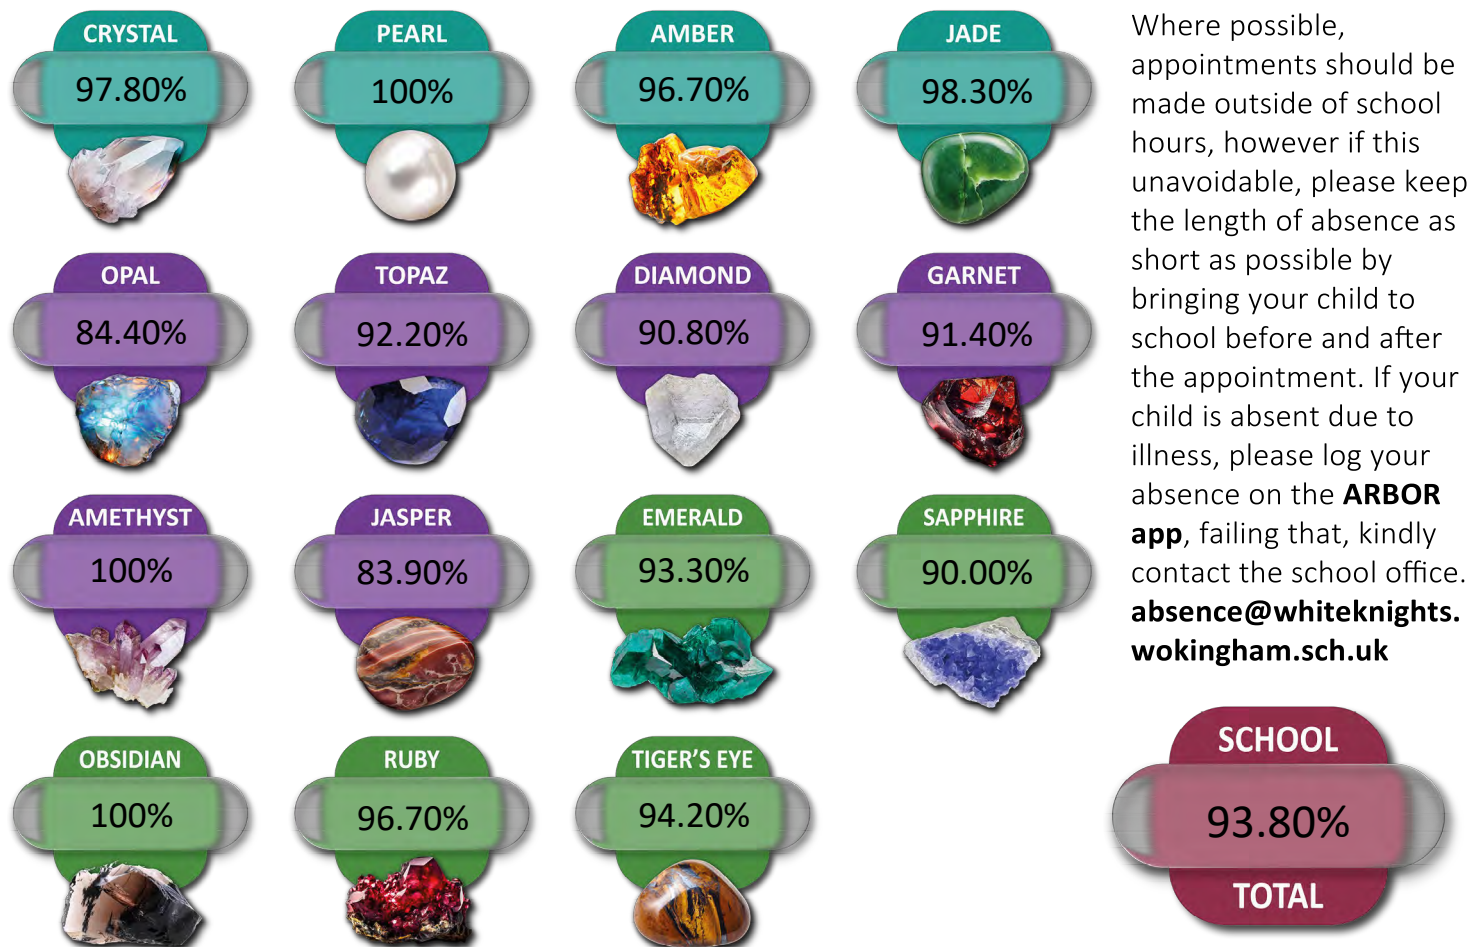 CRYSTAL
97.80%
PEARL
100%
AMBER
96.70%
JADE
98.30%
OPAL
84.40%
TOPAZ
92.20%
DIAMOND
90.80%
GARNET
91.40%
AMETHYST
100%
JASPER
83.90%
EMERALD
93.30%
SAPPHIRE
90.00%
OBSIDIAN
100%
RUBY
96.70%
TIGER'S EYE
94.20%
Where possible,
appointments should be
made outside of school
hours, however if this
unavoidable, please keep
the length of absence as
short as possible by
bringing your child to
school before and after
the appointment. If your
child is absent due to
illness, please log your
absence on the ARBOR
app, failing that, kindly
contact the school office.
absence@whiteknights.
wokingham.sch.uk
SCHOOL
93.80%
TOTAL